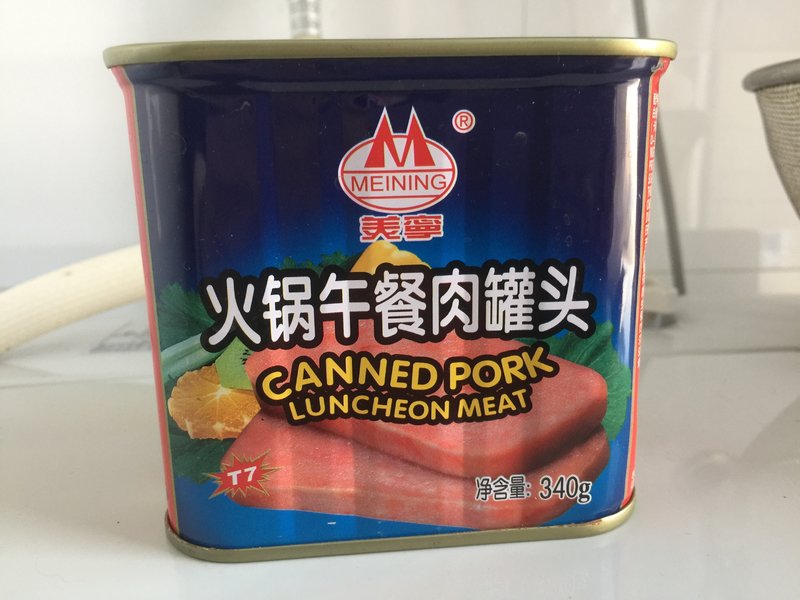 ®
MEINING
美寧
火锅午餐肉罐头
CANNED PORK
LUNCHEON MEAT
T7
净含量: 340g